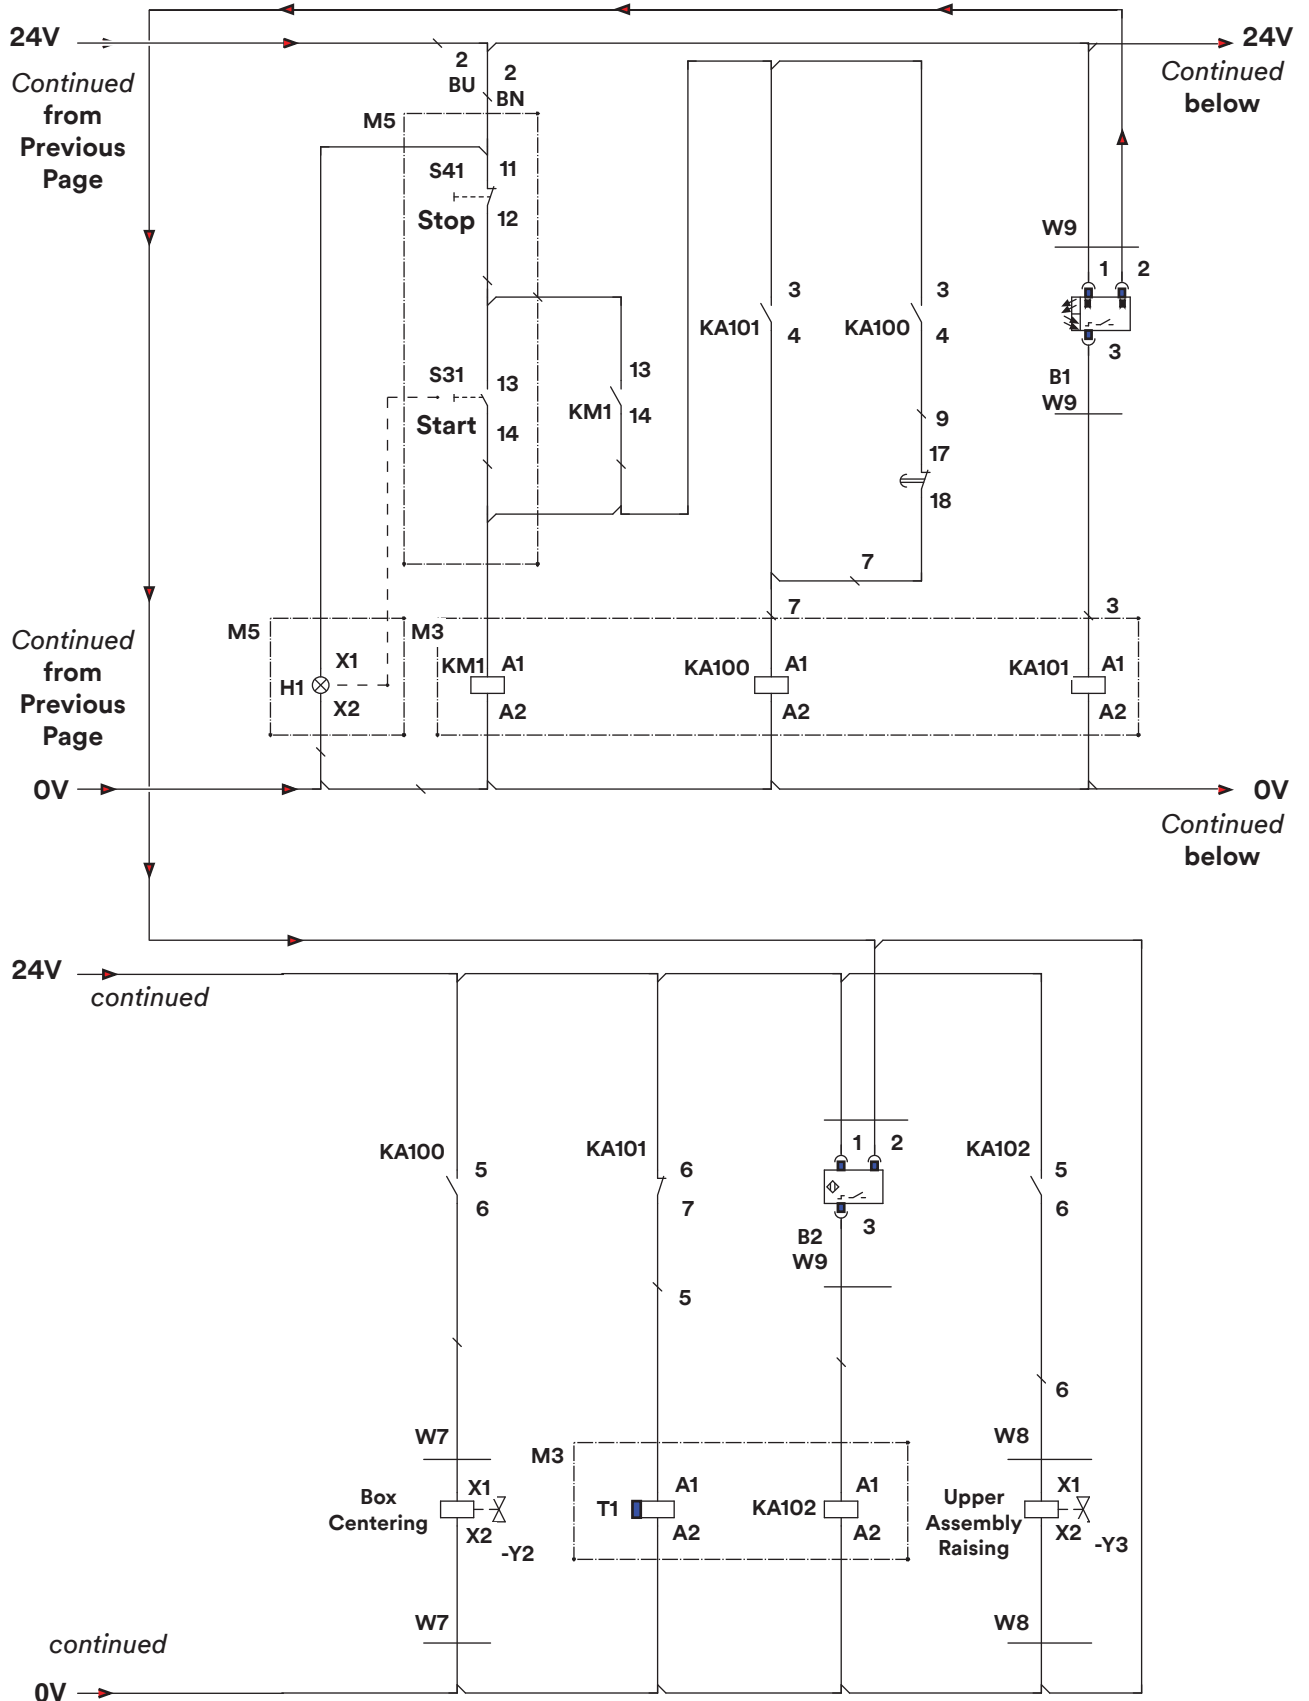 24V
Continued
from
Previous
Page
2
BU
2
BN
24V
Continued
below
M5
S41
11
Stop
12
W9
1
2
3
KA101
4
3
KA100
4
3
B1
W9
S31
13
Start
14
13
KM1
14
9
17
18
7
7
3
Continued
from
Previous
Page
M5
M3
X1
H1
X2
KM1
A1
A2
KA100
A1
A2
KA101
A1
A2
0V
0V
Continued
below
24V
continued
KA100
5
6
KA101
6
7
5
1
2
3
B2
W9
KA102
5
6
6
W7
Box
Centering
X1
X2
-Y2
M3
T1
A1
A2
KA102
A1
A2
W8
Upper
Assembly
Raising
X1
X2
-Y3
W7
W8
continued
0V